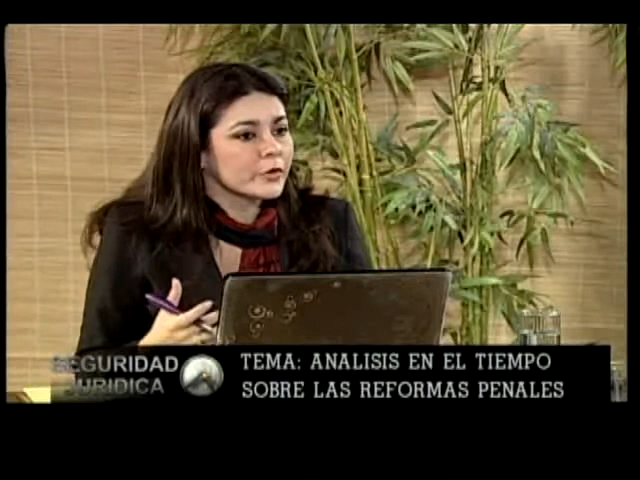 SEGURIDAD
JURIDICA
TEMA: ANALISIS EN EL TIEMPO
SOBRE LAS REFORMAS PENALES